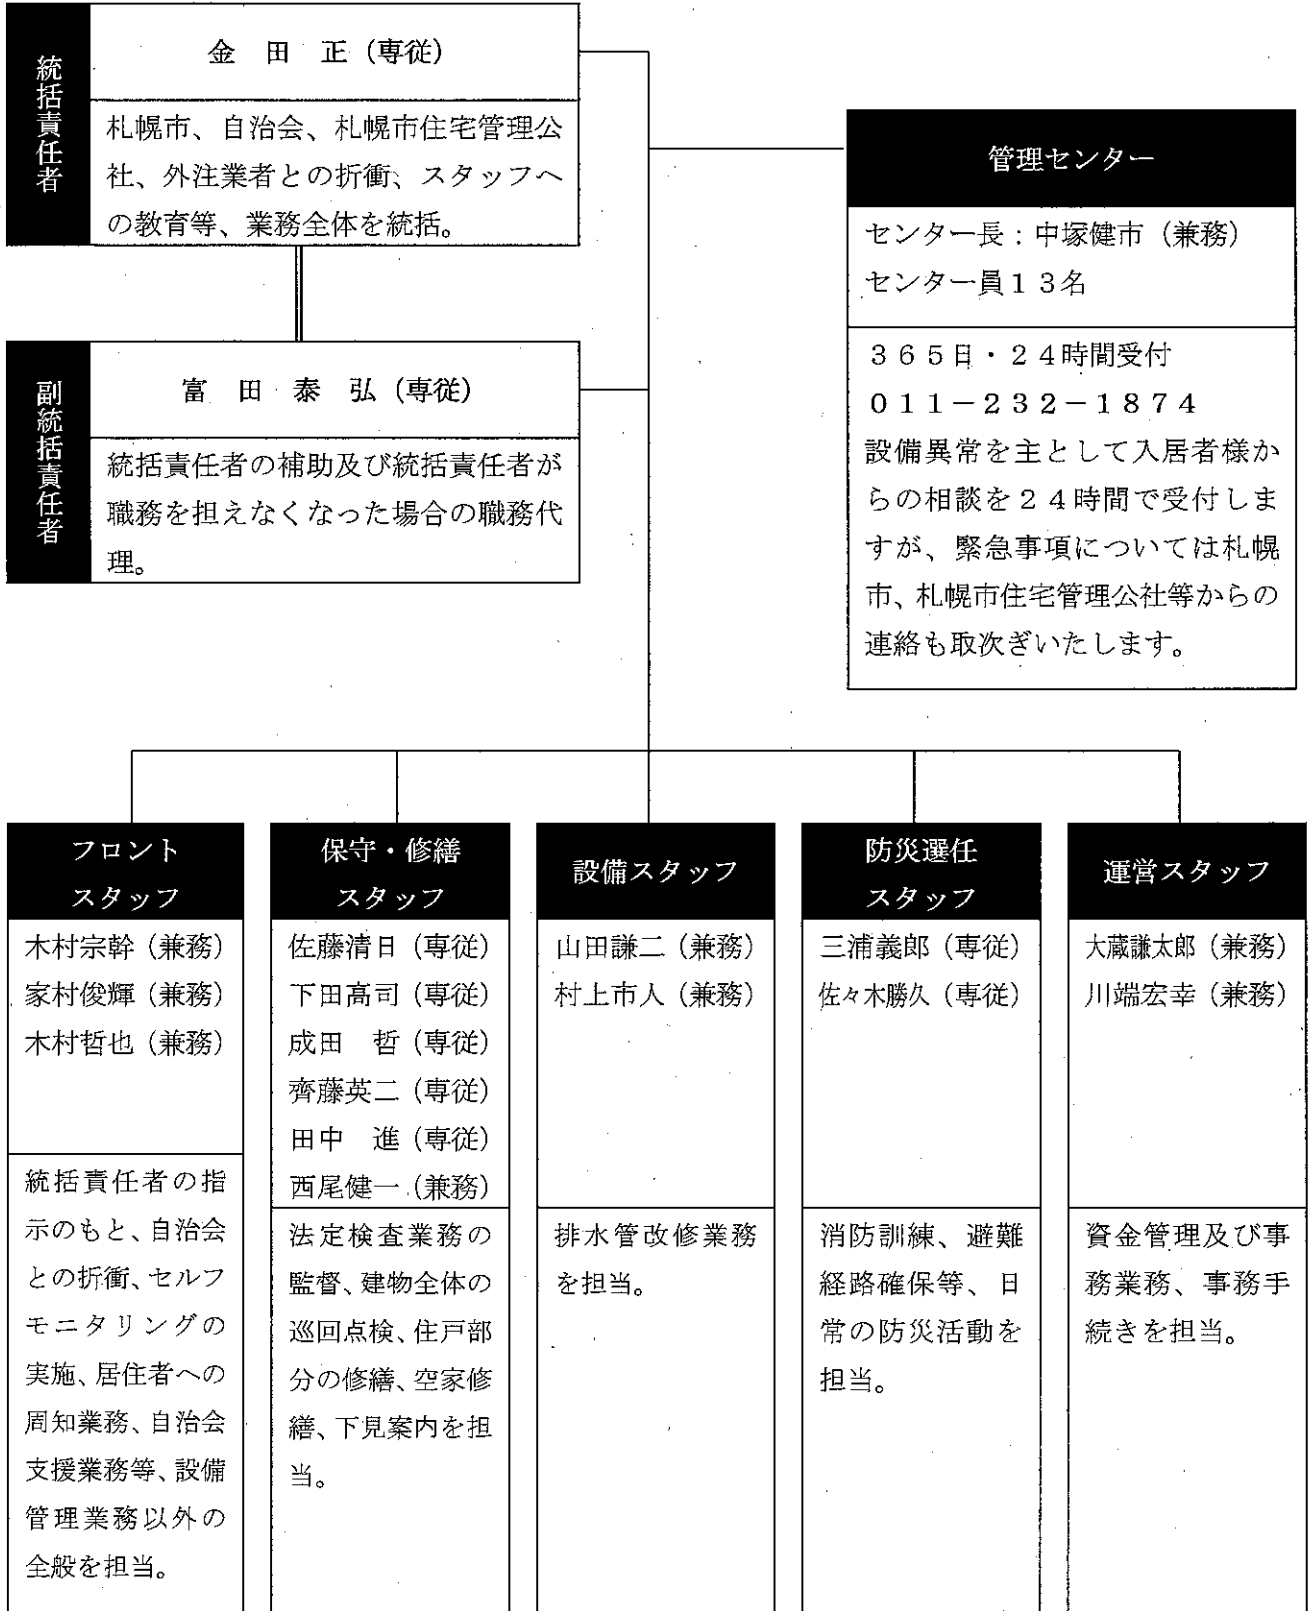 統括責任者
金　田　正（専従）
札幌市、自治会、札幌市住宅管理公
社、外注業者との折衝、スタッフへ
の教育等、業務全体を統括。
管理センター
センター長：中塚健市（兼務）
センター員１３名
３６５日・２４時間受付
０１１－２３２－１８７４
設備異常を主として入居者様か
らの相談を２４時間で受付しま
すが、緊急事項については札幌
市、札幌市住宅管理公社等からの
連絡も取次ぎいたします。
副統括責任者
富　田　泰　弘（専従）
統括責任者の補助及び統括責任者が
職務を担えなくなった場合の職務代
理。
フロント
スタッフ
木村宗幹（兼務）
家村俊輝（兼務）
木村哲也（兼務）
統括責任者の指
示のもと、自治会
との折衝、セルフ
モニタリングの
実施、居住者への
周知業務、自治会
支援業務等、設備
管理業務以外の
全般を担当。
保守・修繕
スタッフ
佐藤清日（専従）
下田高司（専従）
成田　哲（専従）
齊藤英二（専従）
田中　進（専従）
西尾健一（兼務）
法定検査業務の
監督、建物全体の
巡回点検、住戸部
分の修繕、空家修
繕、下見案内を担
当。
設備スタッフ
山田謙二（兼務）
村上市人（兼務）
排水管改修業務
を担当。
防災選任
スタッフ
三浦義郎（専従）
佐々木勝久（専従）
消防訓練、避難
経路確保等、日
常の防災活動を
担当。
運営スタッフ
大蔵謙太郎（兼務）
川端宏幸（兼務）
資金管理及び事
務業務、事務手
続きを担当。